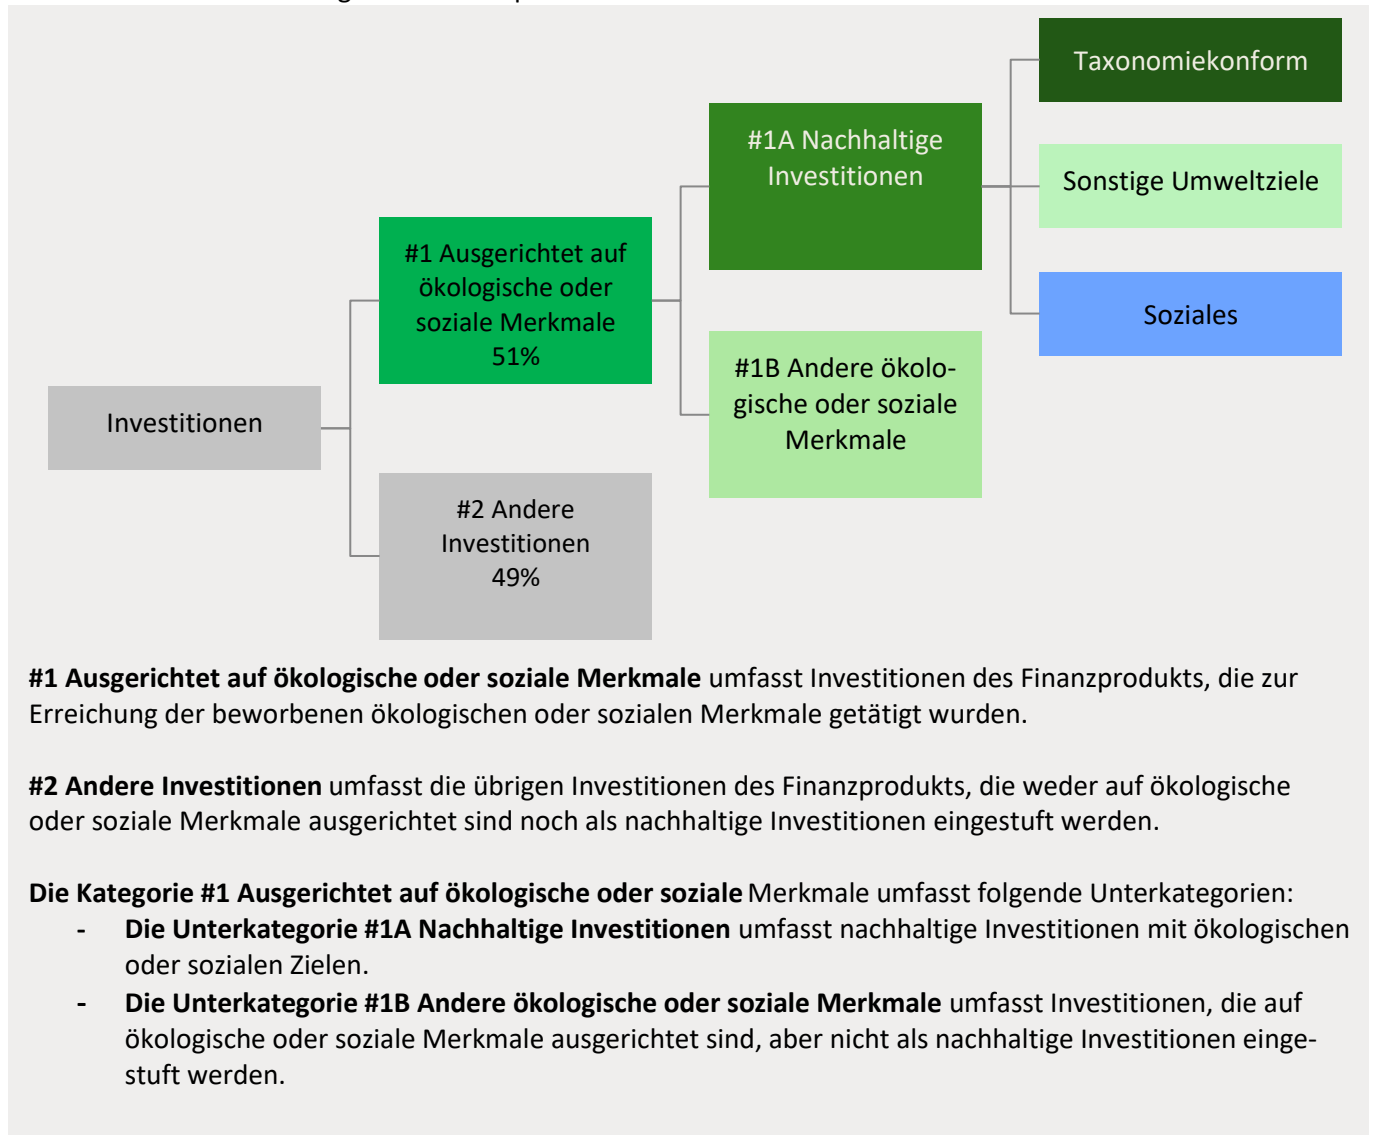 Investitionen
#1 Ausgerichtet auf
ökologische oder
soziale Merkmale
51%
#2 Andere
Investitionen
49%
#1A Nachhaltige
Investitionen
#1B Andere ökolo-
gische oder soziale
Merkmale
Taxonomiekonform
Sonstige Umweltziele
Soziales
#1 Ausgerichtet auf ökologische oder soziale Merkmale umfasst Investitionen des Finanzprodukts, die zur
Erreichung der beworbenen ökologischen oder sozialen Merkmale getätigt wurden.
#2 Andere Investitionen umfasst die übrigen Investitionen des Finanzprodukts, die weder auf ökologische
oder soziale Merkmale ausgerichtet sind noch als nachhaltige Investitionen eingestuft werden.
Die Kategorie #1 Ausgerichtet auf ökologische oder soziale Merkmale umfasst folgende Unterkategorien:
- Die Unterkategorie #1A Nachhaltige Investitionen umfasst nachhaltige Investitionen mit ökologischen
oder sozialen Zielen.
- Die Unterkategorie #1B Andere ökologische oder soziale Merkmale umfasst Investitionen, die auf
ökologische oder soziale Merkmale ausgerichtet sind, aber nicht als nachhaltige Investitionen einge-
stuft werden.